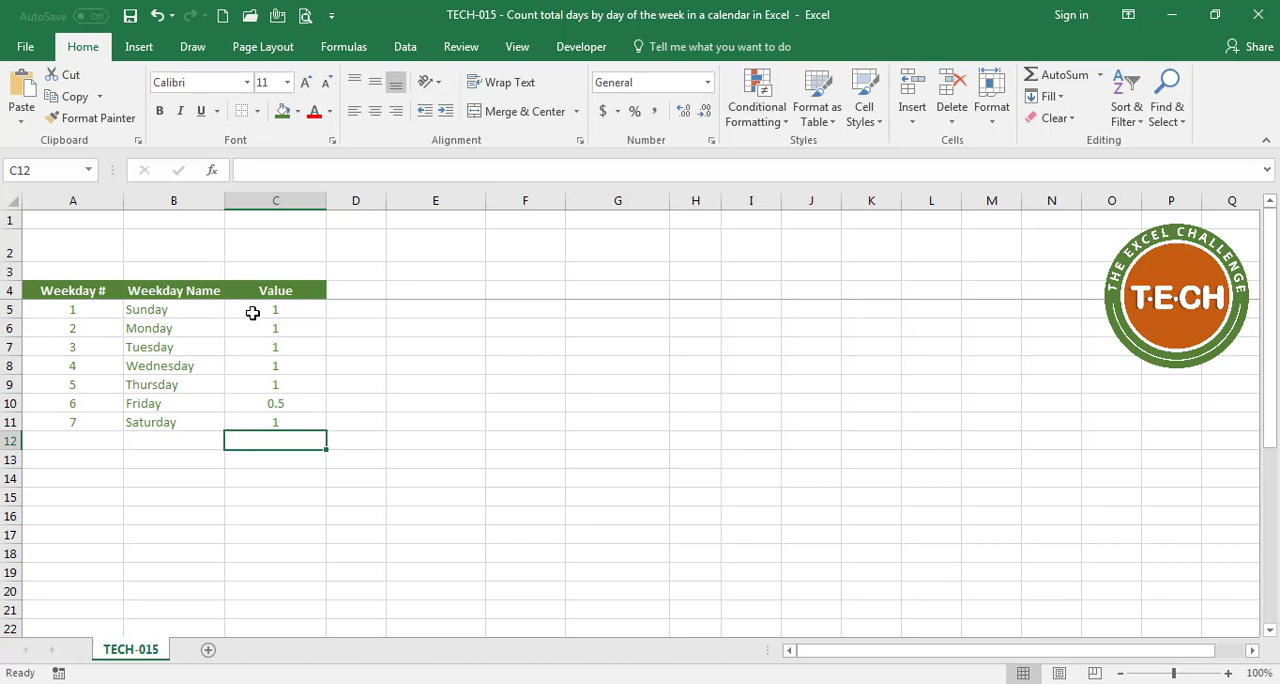 AutoSave Off
TECH-015 - Count total days by day of the week in a calendar in Excel - Excel
Sign in
File Home Insert Draw Page Layout Formulas Data Review View Developer Tell me what you want to do Share
Paste
Cut
Copy
Format Painter
Clipboard
Calibri 11
B I U
Font
Wrap Text
Merge & Center
Alignment
General
$ % ,
Number
Conditional Formatting
Format as Table
Cell Styles
Styles
Insert
Delete
Format
Cells
AutoSum
Fill
Clear
Sort & Filter
Find & Select
Editing
C12 fx
A B C D E F G H I J K L M N O P Q
1
2
3
4 Weekday # Weekday Name Value
5 1 Sunday 1
6 2 Monday 1
7 3 Tuesday 1
8 4 Wednesday 1
9 5 Thursday 1
10 6 Friday 0.5
11 7 Saturday 1
12
13
14
15
16
17
18
19
20
21
22
THE EXCEL CHALLENGE
T·E·CH
TECH-015
Ready
100%